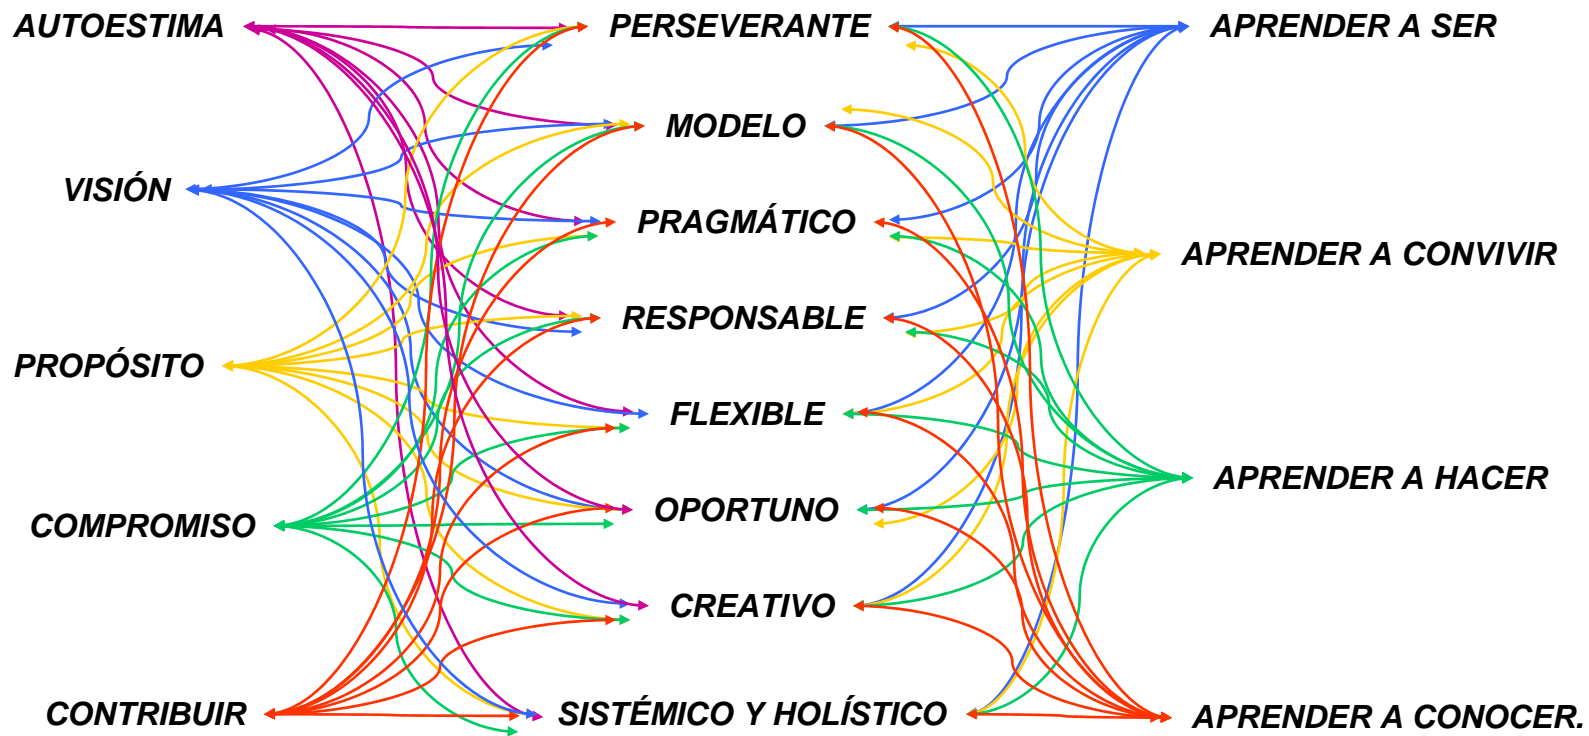 AUTOESTIMA
VISIÓN
PROPÓSITO
COMPROMISO
CONTRIBUIR
PERSEVERANTE
MODELO
PRAGMÁTICO
RESPONSABLE
FLEXIBLE
OPORTUNO
CREATIVO
SISTÉMICO Y HOLÍSTICO
APRENDER A SER
APRENDER A CONVIVIR
APRENDER A HACER
APRENDER A CONOCER.